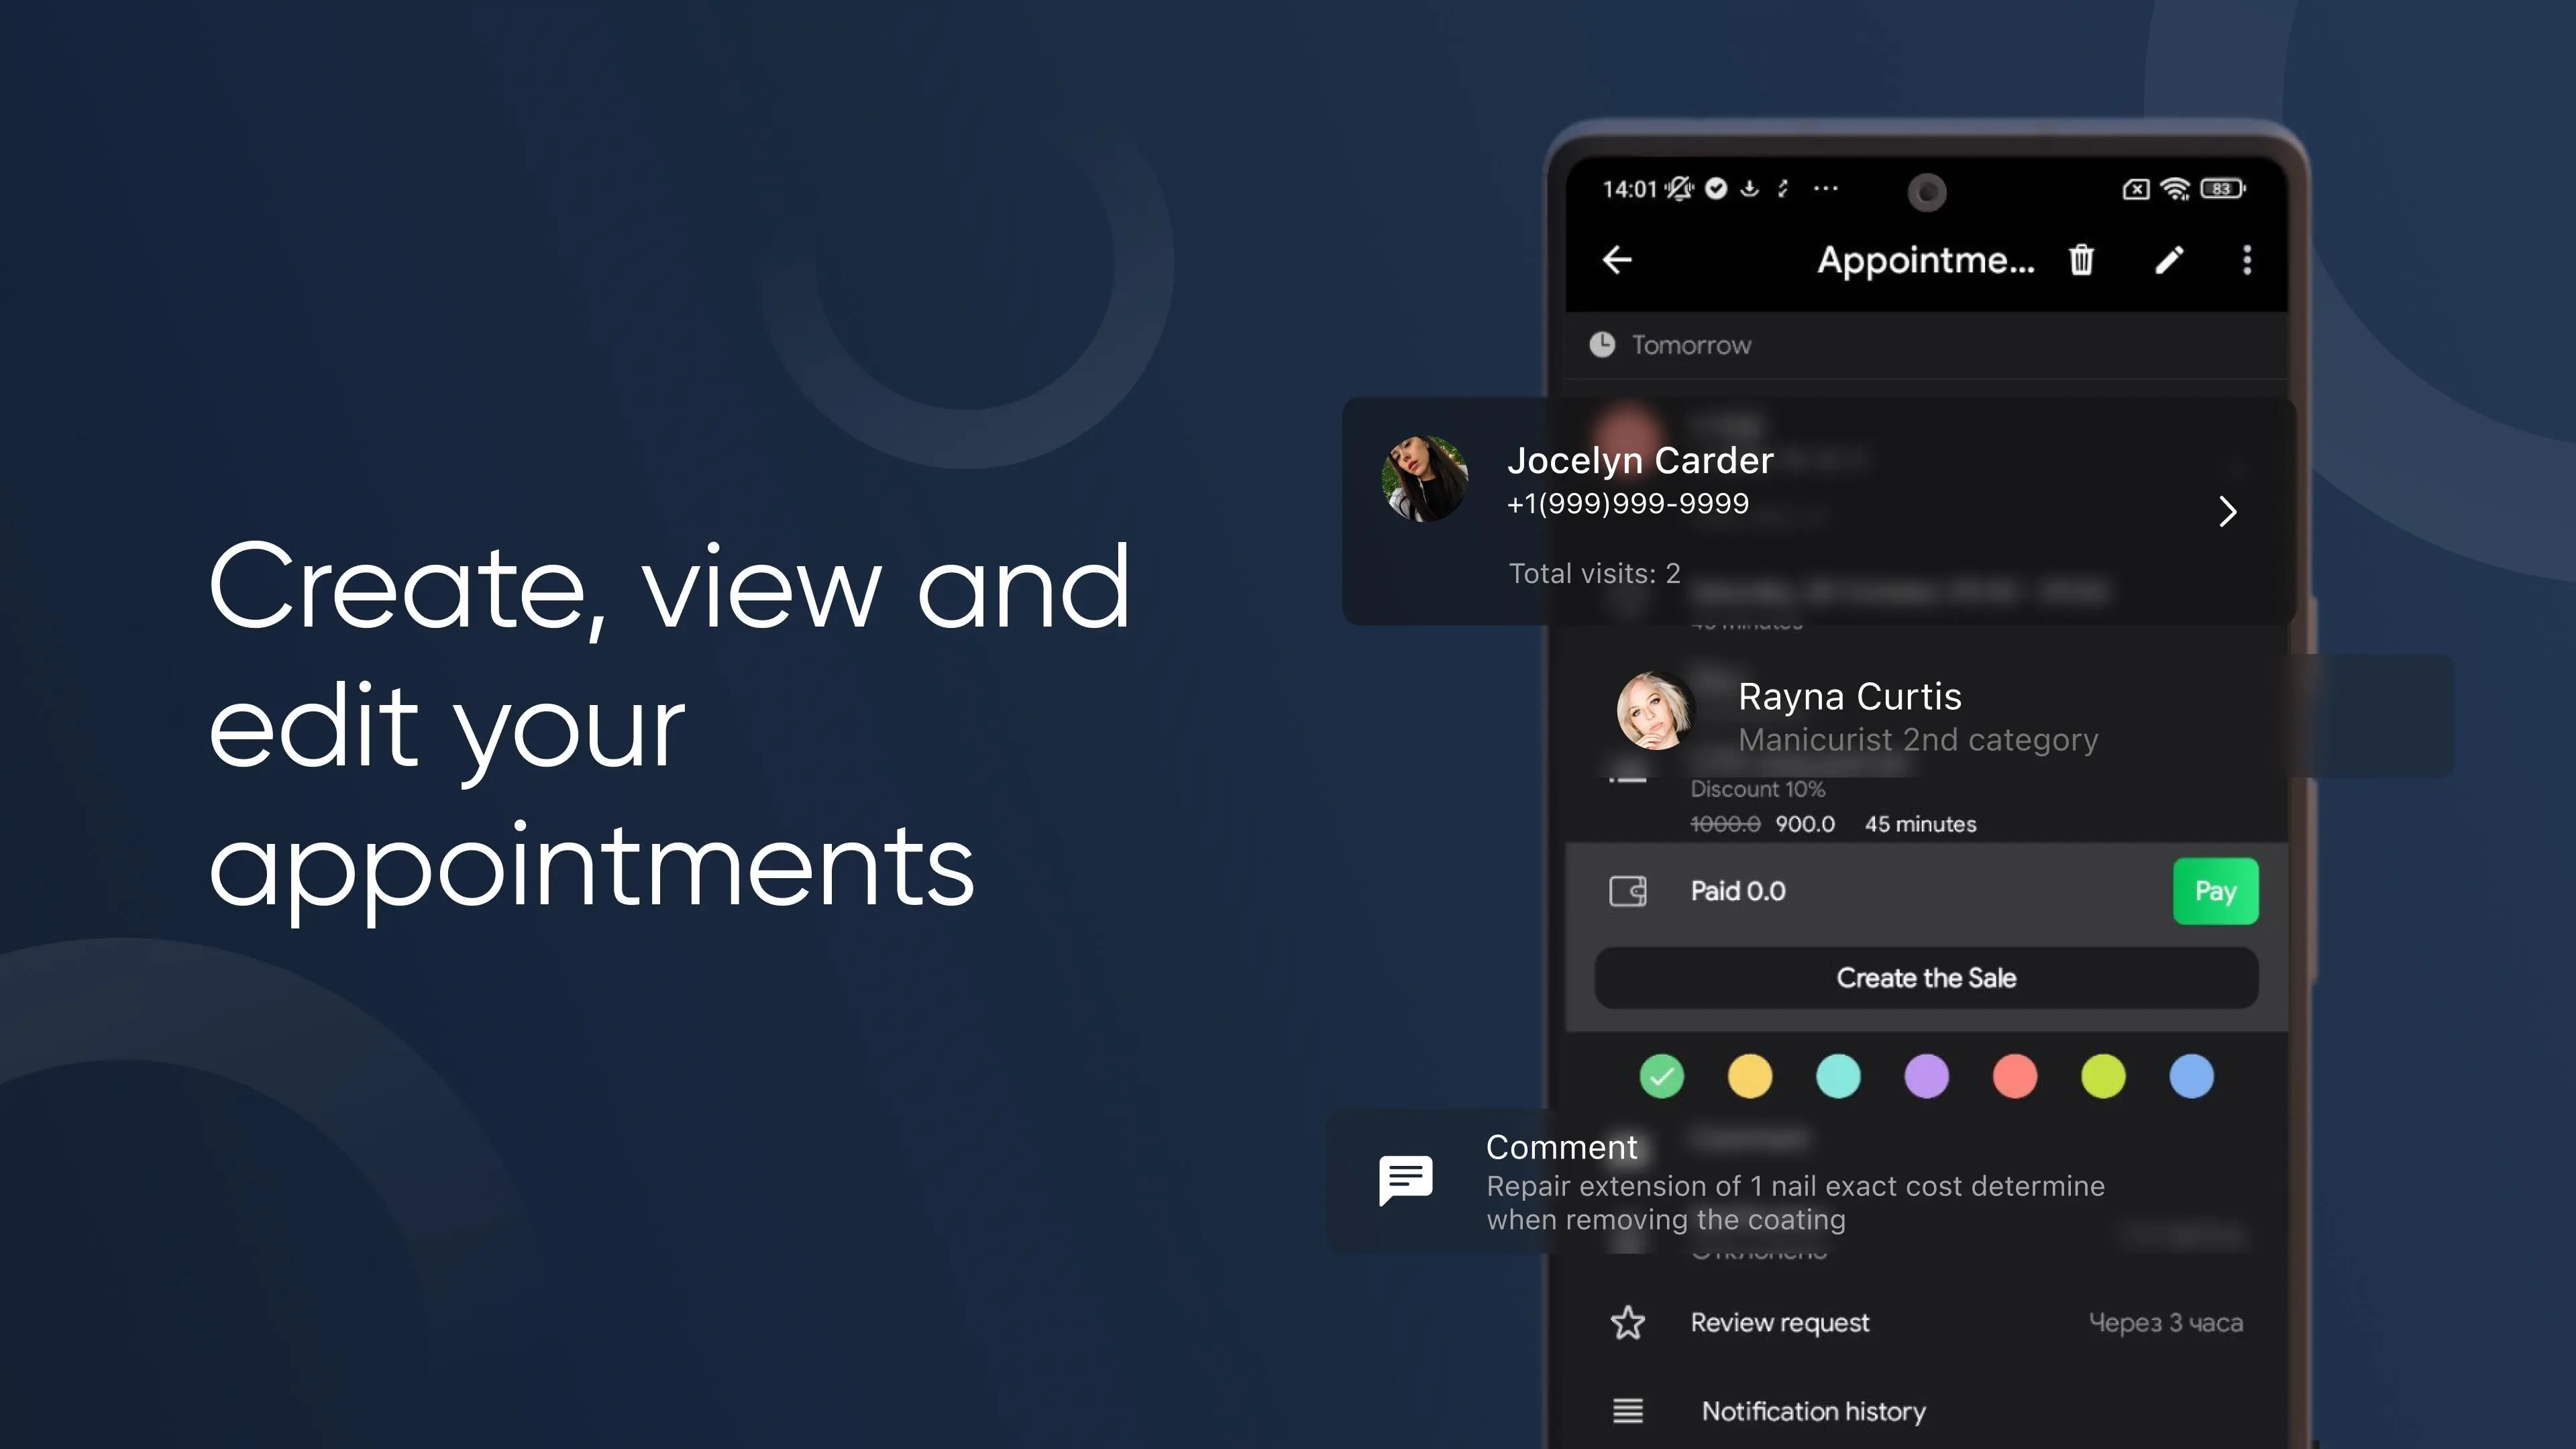 Create, view and
edit your
appointments
14:01
83
Appointme...
Tomorrow
Jocelyn Carder
+1(999)999-9999
Total visits: 2
45 minutes
Rayna Curtis
Manicurist 2nd category
Discount 10%
1000.0 900.0 45 minutes
Paid 0.0
Pay
Create the Sale
Comment
Repair extension of 1 nail exact cost determine
when removing the coating
Отключено
Review request
Через 3 часа
Notification history